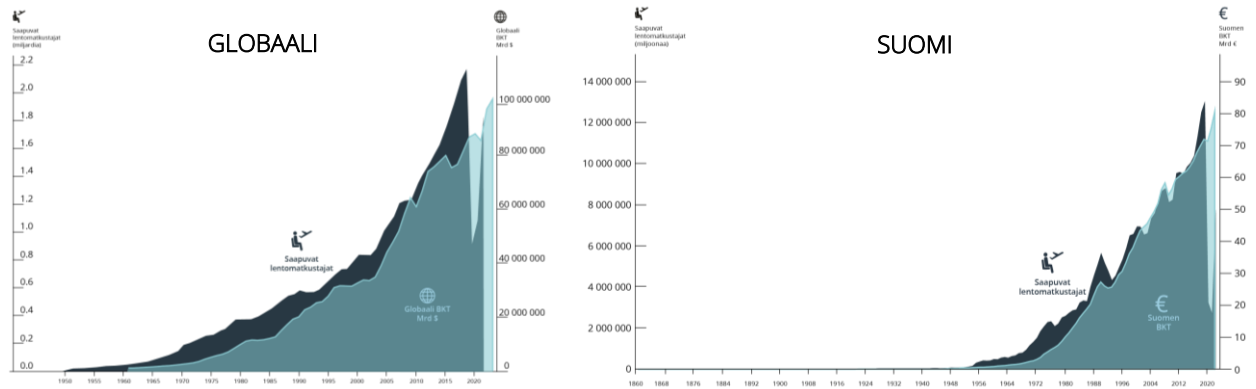 GLOBAALI
Saapuvat
lentomatkustajat
(miljardia)
Globaali
BKT
Mrd $
2.2
2.0
1.8
1.6
1.4
1.2
1.0
0.8
0.6
0.4
0.2
0.0
100 000 000
80 000 000
60 000 000
40 000 000
20 000 000
0
Saapuvat
lentomatkustajat
Globaali BKT
Mrd $
1950 1955 1960 1965 1970 1975 1980 1985 1990 1995 2000 2005 2010 2015 2020
SUOMI
Saapuvat
lentomatkustajat
(miljoonaa)
€
Suomen
BKT
Mrd €
14 000 000
12 000 000
10 000 000
8 000 000
6 000 000
4 000 000
2 000 000
0
90
80
70
60
50
40
30
20
10
0
Saapuvat
lentomatkustajat
€
Suomen
BKT
1860 1868 1876 1884 1892 1900 1908 1916 1924 1932 1940 1948 1956 1964 1972 1980 1988 1996 2004 2012 2020